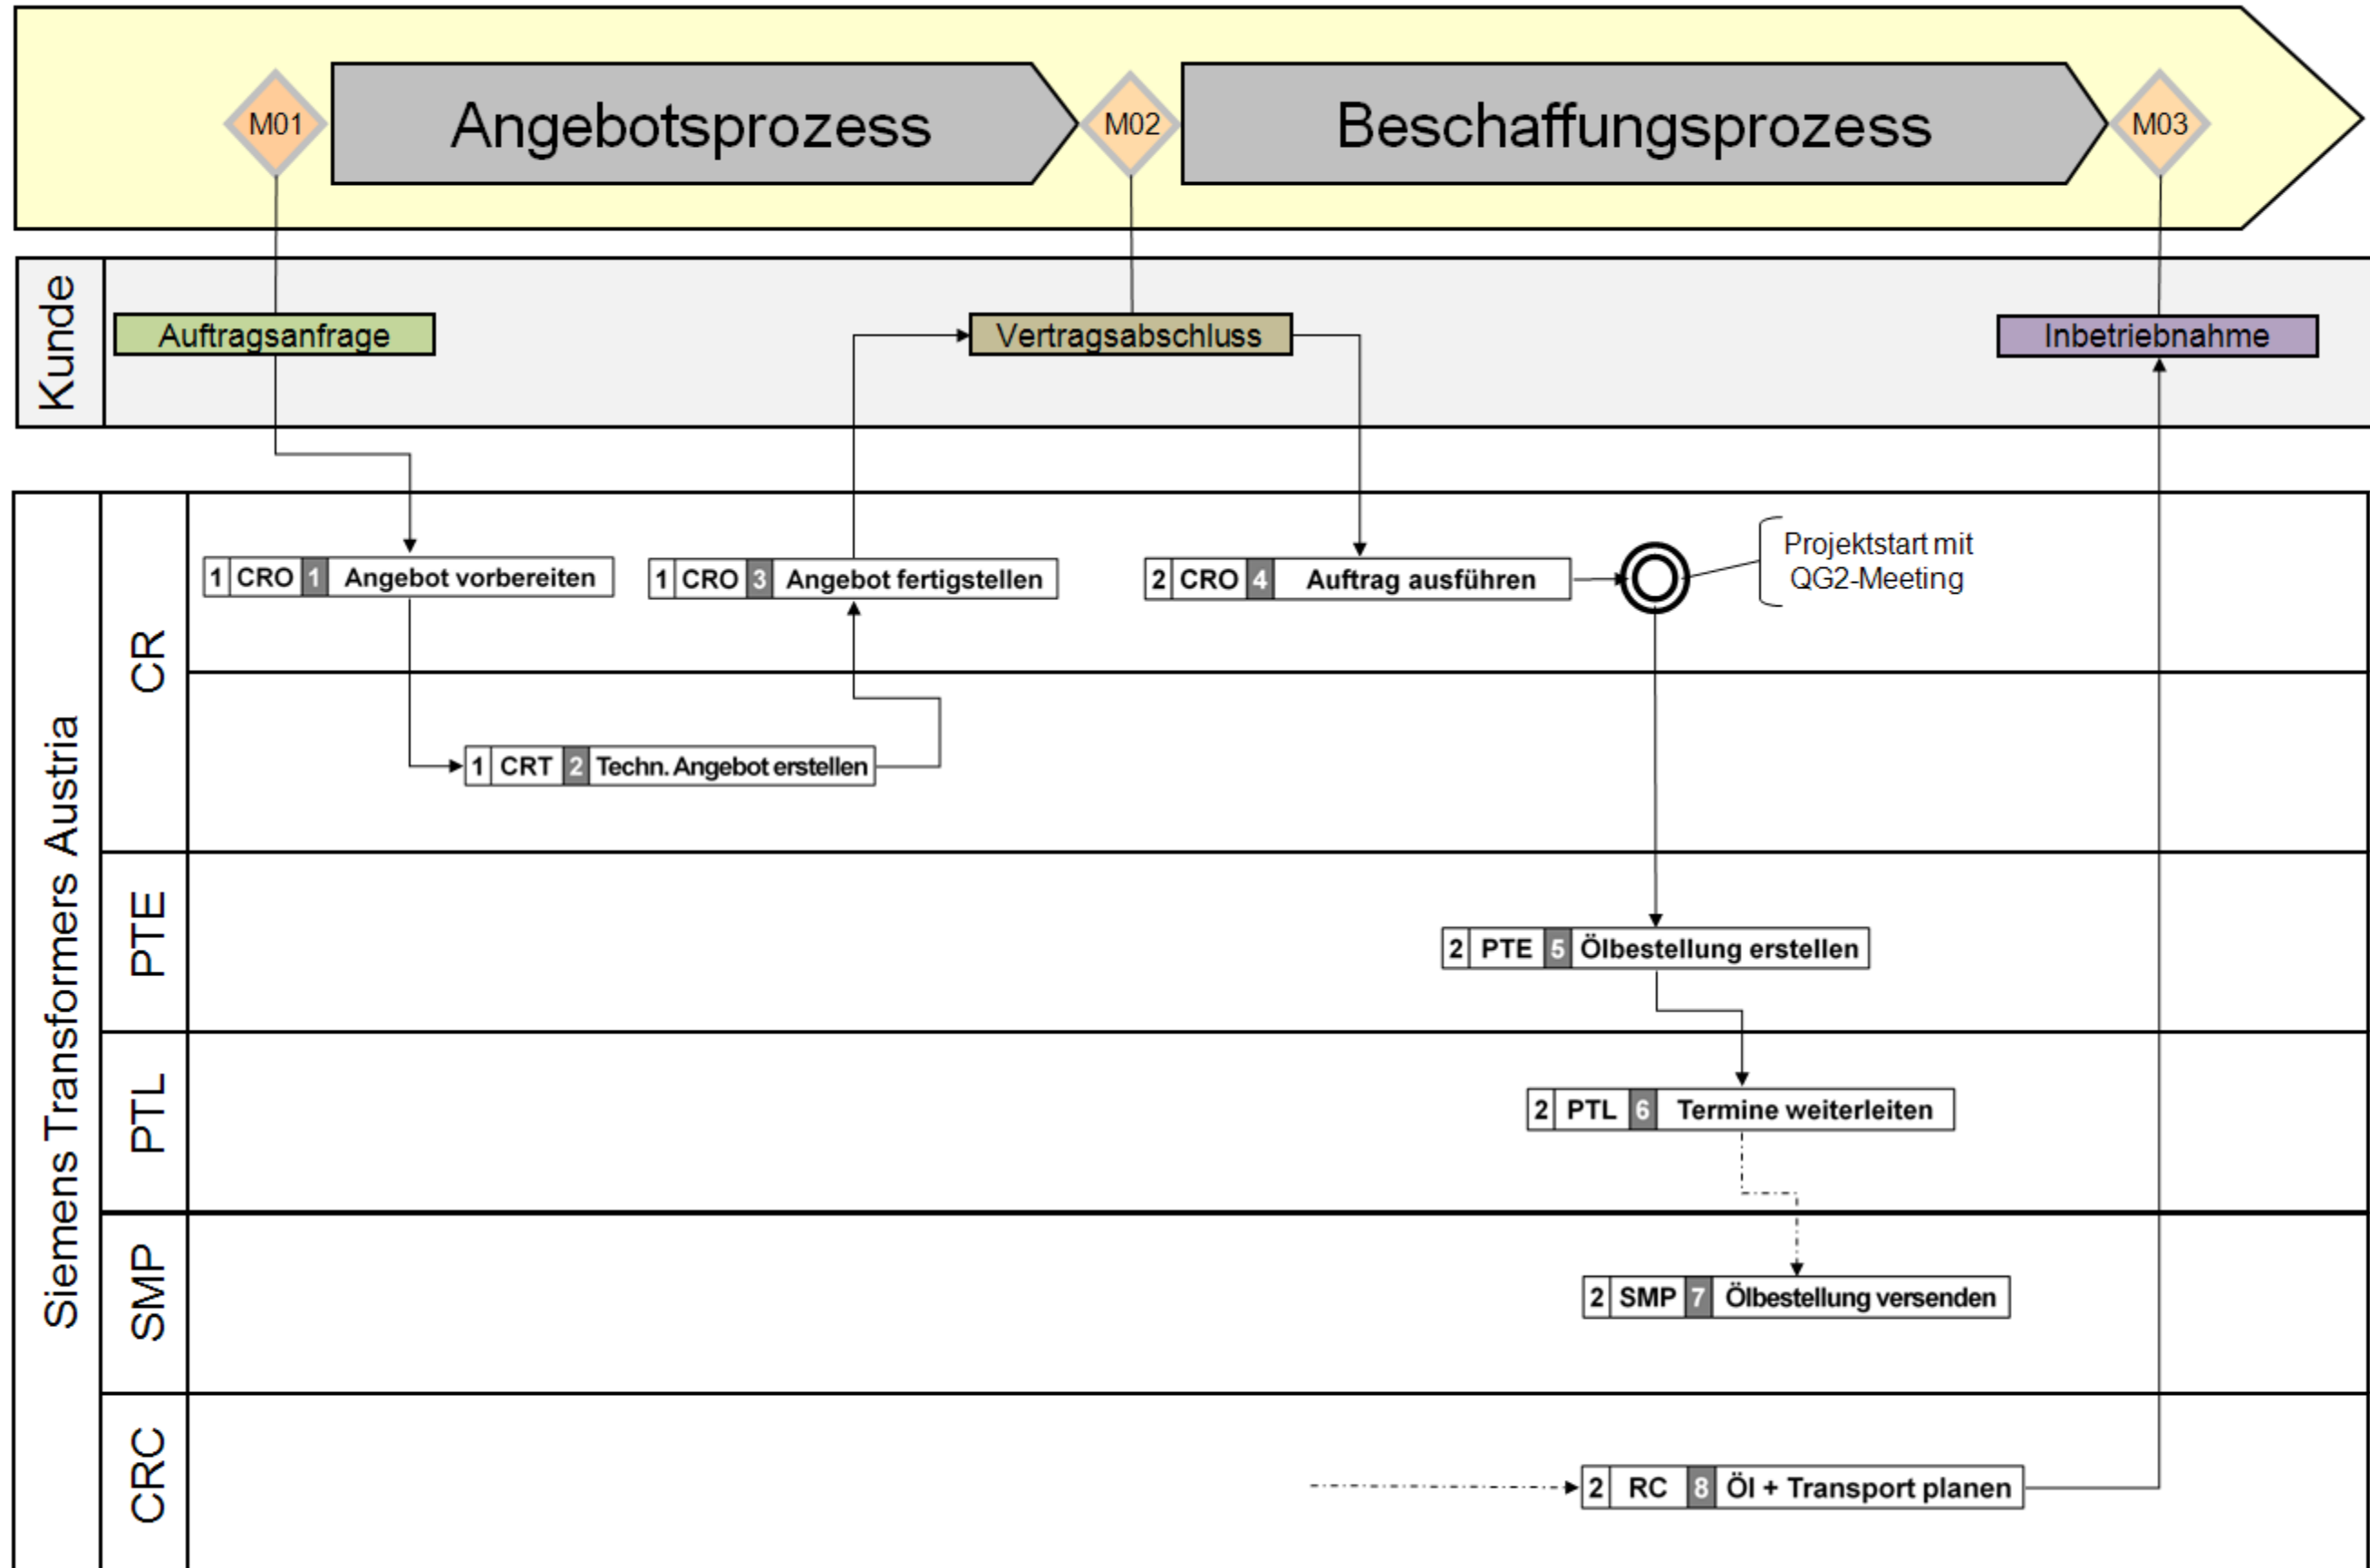 M01
Angebotsprozess
M02
Beschaffungsprozess
M03
Kunde
Auftragsanfrage
Vertragsabschluss
Inbetriebnahme
Siemens Transformers Austria
CR
1 CRO 1 Angebot vorbereiten
1 CRO 3 Angebot fertigstellen
2 CRO 4 Auftrag ausführen
Projektstart mit
QG2-Meeting
1 CRT 2 Techn. Angebot erstellen
PTE
2 PTE 5 Ölbestellung erstellen
PTL
2 PTL 6 Termine weiterleiten
SMP
2 SMP 7 Ölbestellung versenden
CRC
2 RC 8 Öl + Transport planen